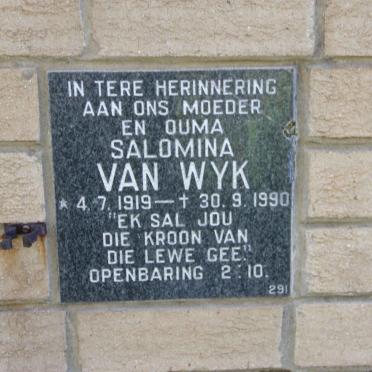 IN TERE HERINNERING
AAN ONS MOEDER
EN OUMA
SALOMINA
VAN WYK
* 4. 7. 1919 — † 30. 9. 1990
"EK SAL JOU
DIE KROON VAN
DIE LEWE GEE."
OPENBARING 2:10.
291